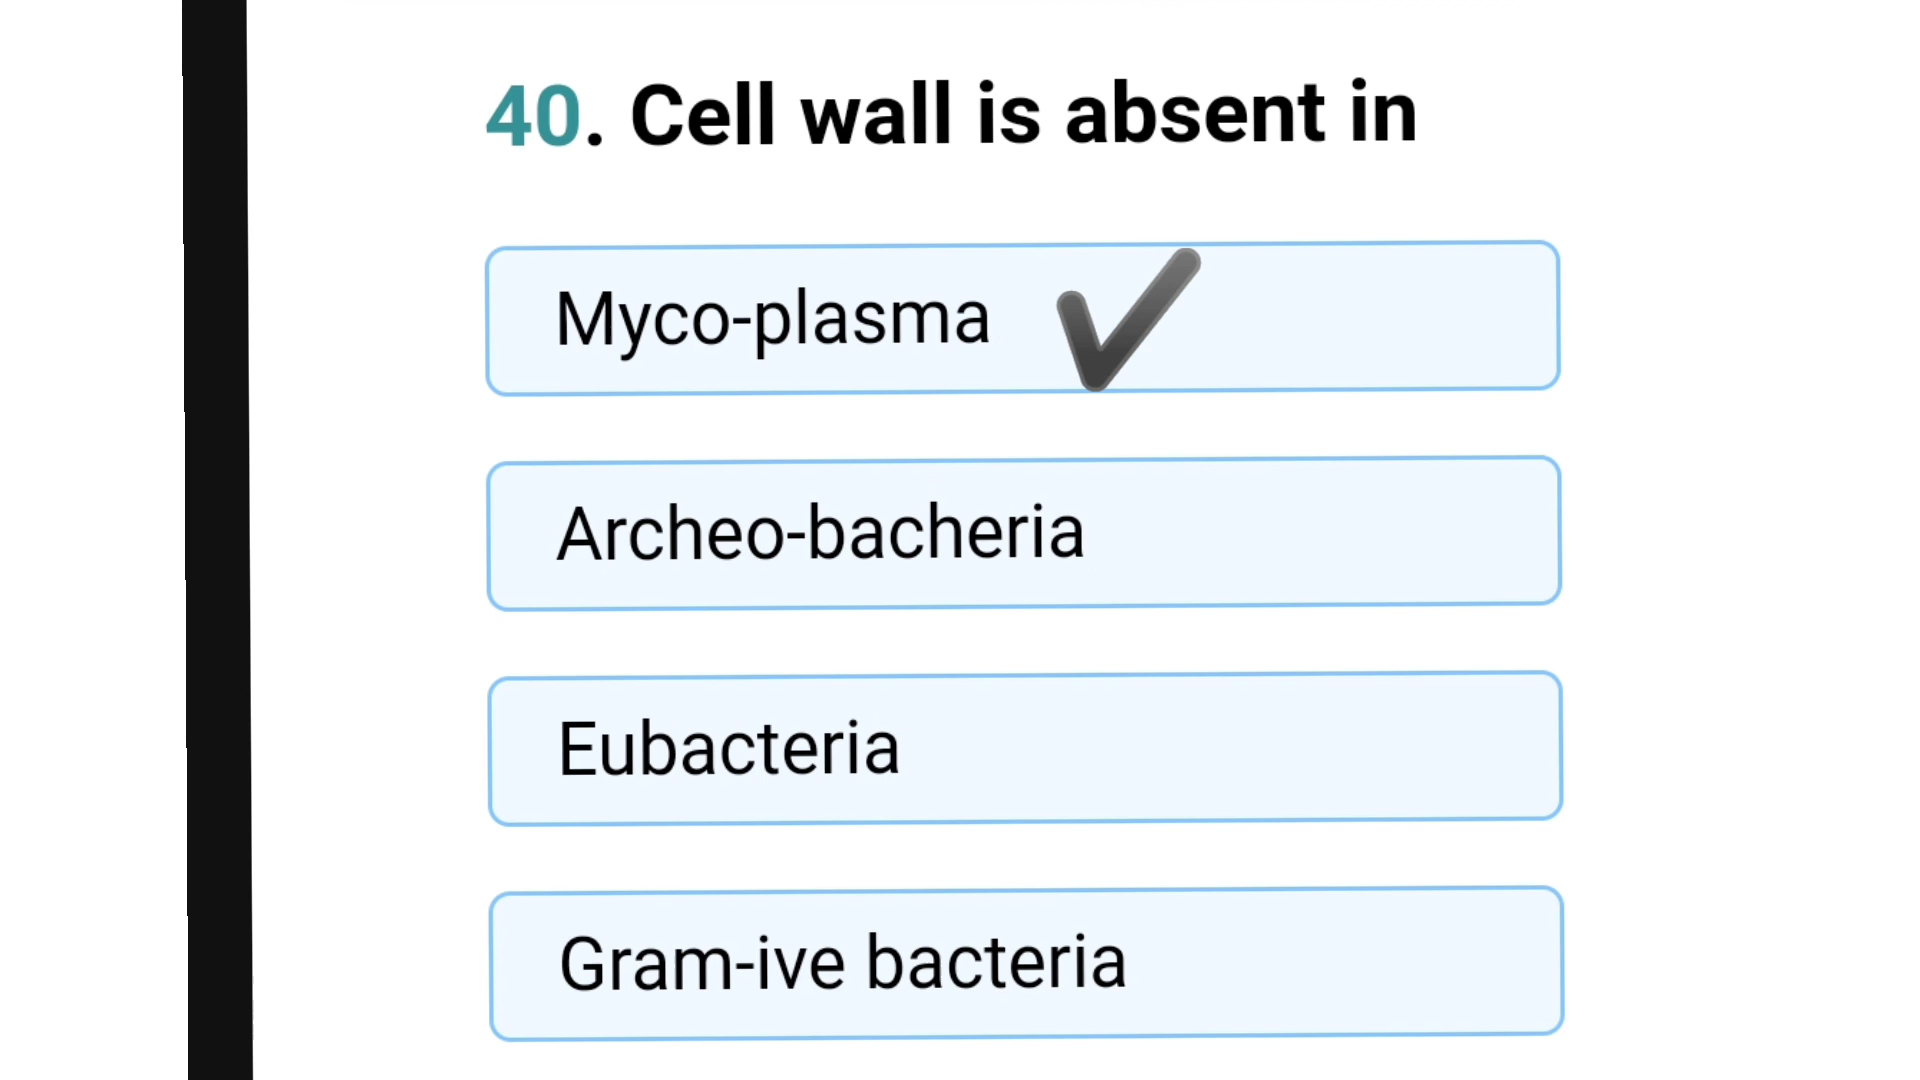 40. Cell wall is absent in
Myco-plasma ✔
Archeo-bacheria
Eubacteria
Gram-ive bacteria